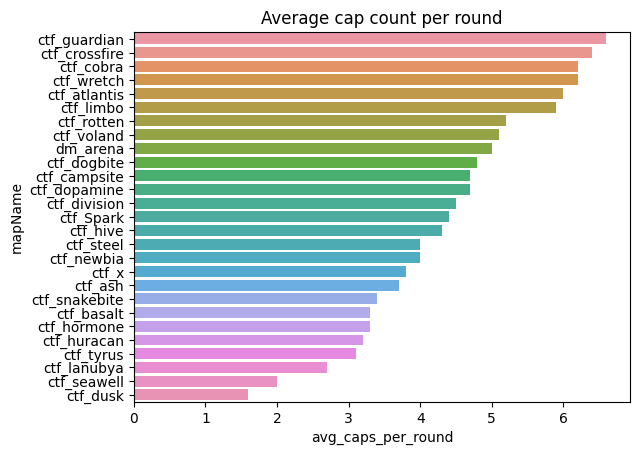 Average cap count per round
mapName
ctf_guardian
ctf_crossfire
ctf_cobra
ctf_wretch
ctf_atlantis
ctf_limbo
ctf_rotten
ctf_voland
dm_arena
ctf_dogbite
ctf_campsite
ctf_dopamine
ctf_division
ctf_Spark
ctf_hive
ctf_steel
ctf_newbia
ctf_x
ctf_ash
ctf_snakebite
ctf_basalt
ctf_hormone
ctf_huracan
ctf_tyrus
ctf_lanubya
ctf_seawell
ctf_dusk
0 1 2 3 4 5 6
avg_caps_per_round